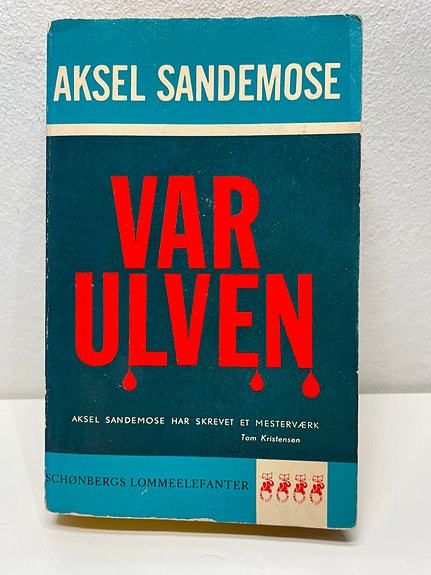 AKSEL SANDEMOSE
VAR
ULVEN
AKSEL SANDEMOSE HAR SKREVET ET MESTERVÆRK
Tom Kristensen
SCHØNBERGS LOMMEELEFANTER